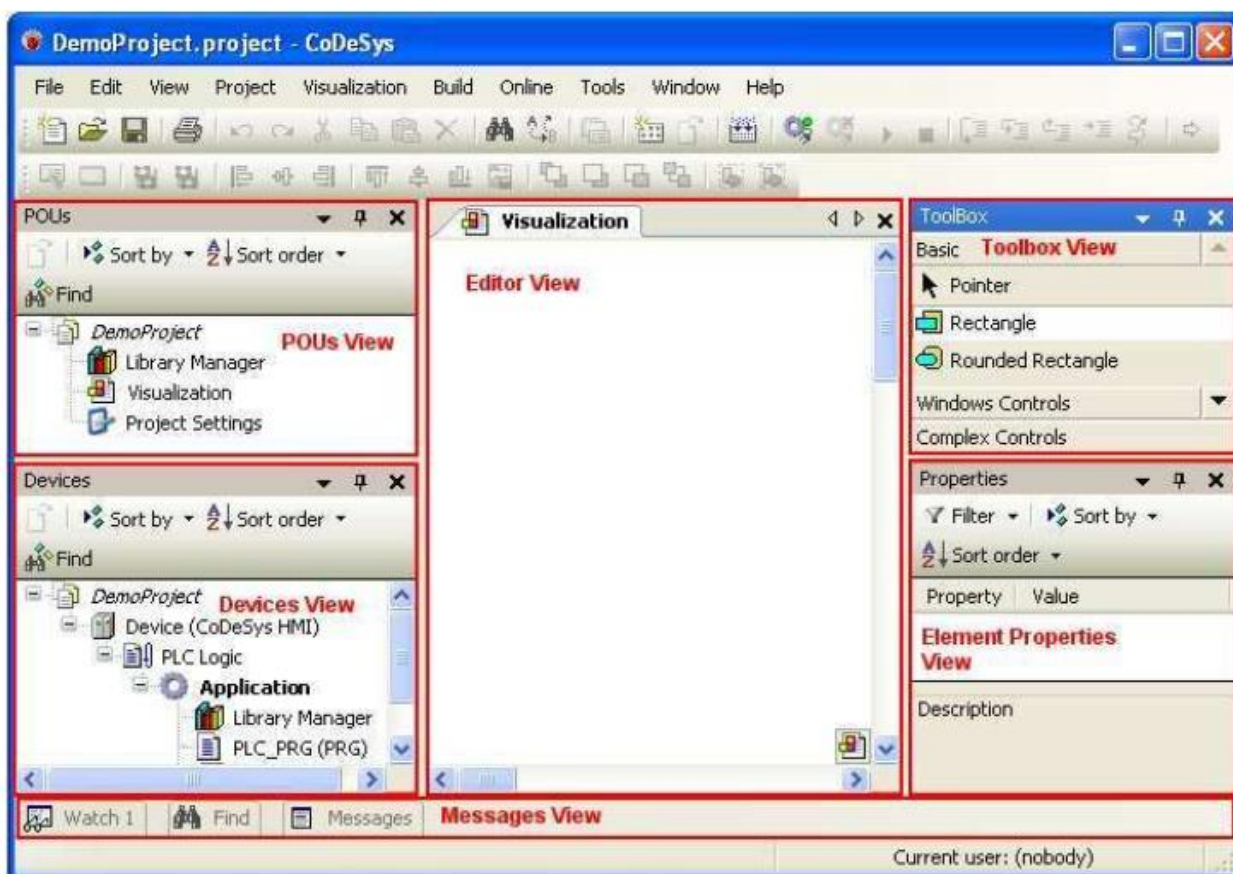 DemoProject.project - CoDeSys
File Edit View Project Visualization Build Online Tools Window Help
POUs
Sort by Sort order
Find
DemoProject
POUs View
Library Manager
Visualization
Project Settings
Devices
Sort by Sort order
Find
DemoProject
Devices View
Device (CoDeSys HMI)
PLC Logic
Application
Library Manager
PLC_PRG (PRG)
Visualization
Editor View
ToolBox
Basic Toolbox View
Pointer
Rectangle
Rounded Rectangle
Windows Controls
Complex Controls
Properties
Filter Sort by
Sort order
Property Value
Element Properties
View
Description
Watch 1 Find Messages Messages View
Current user: (nobody)